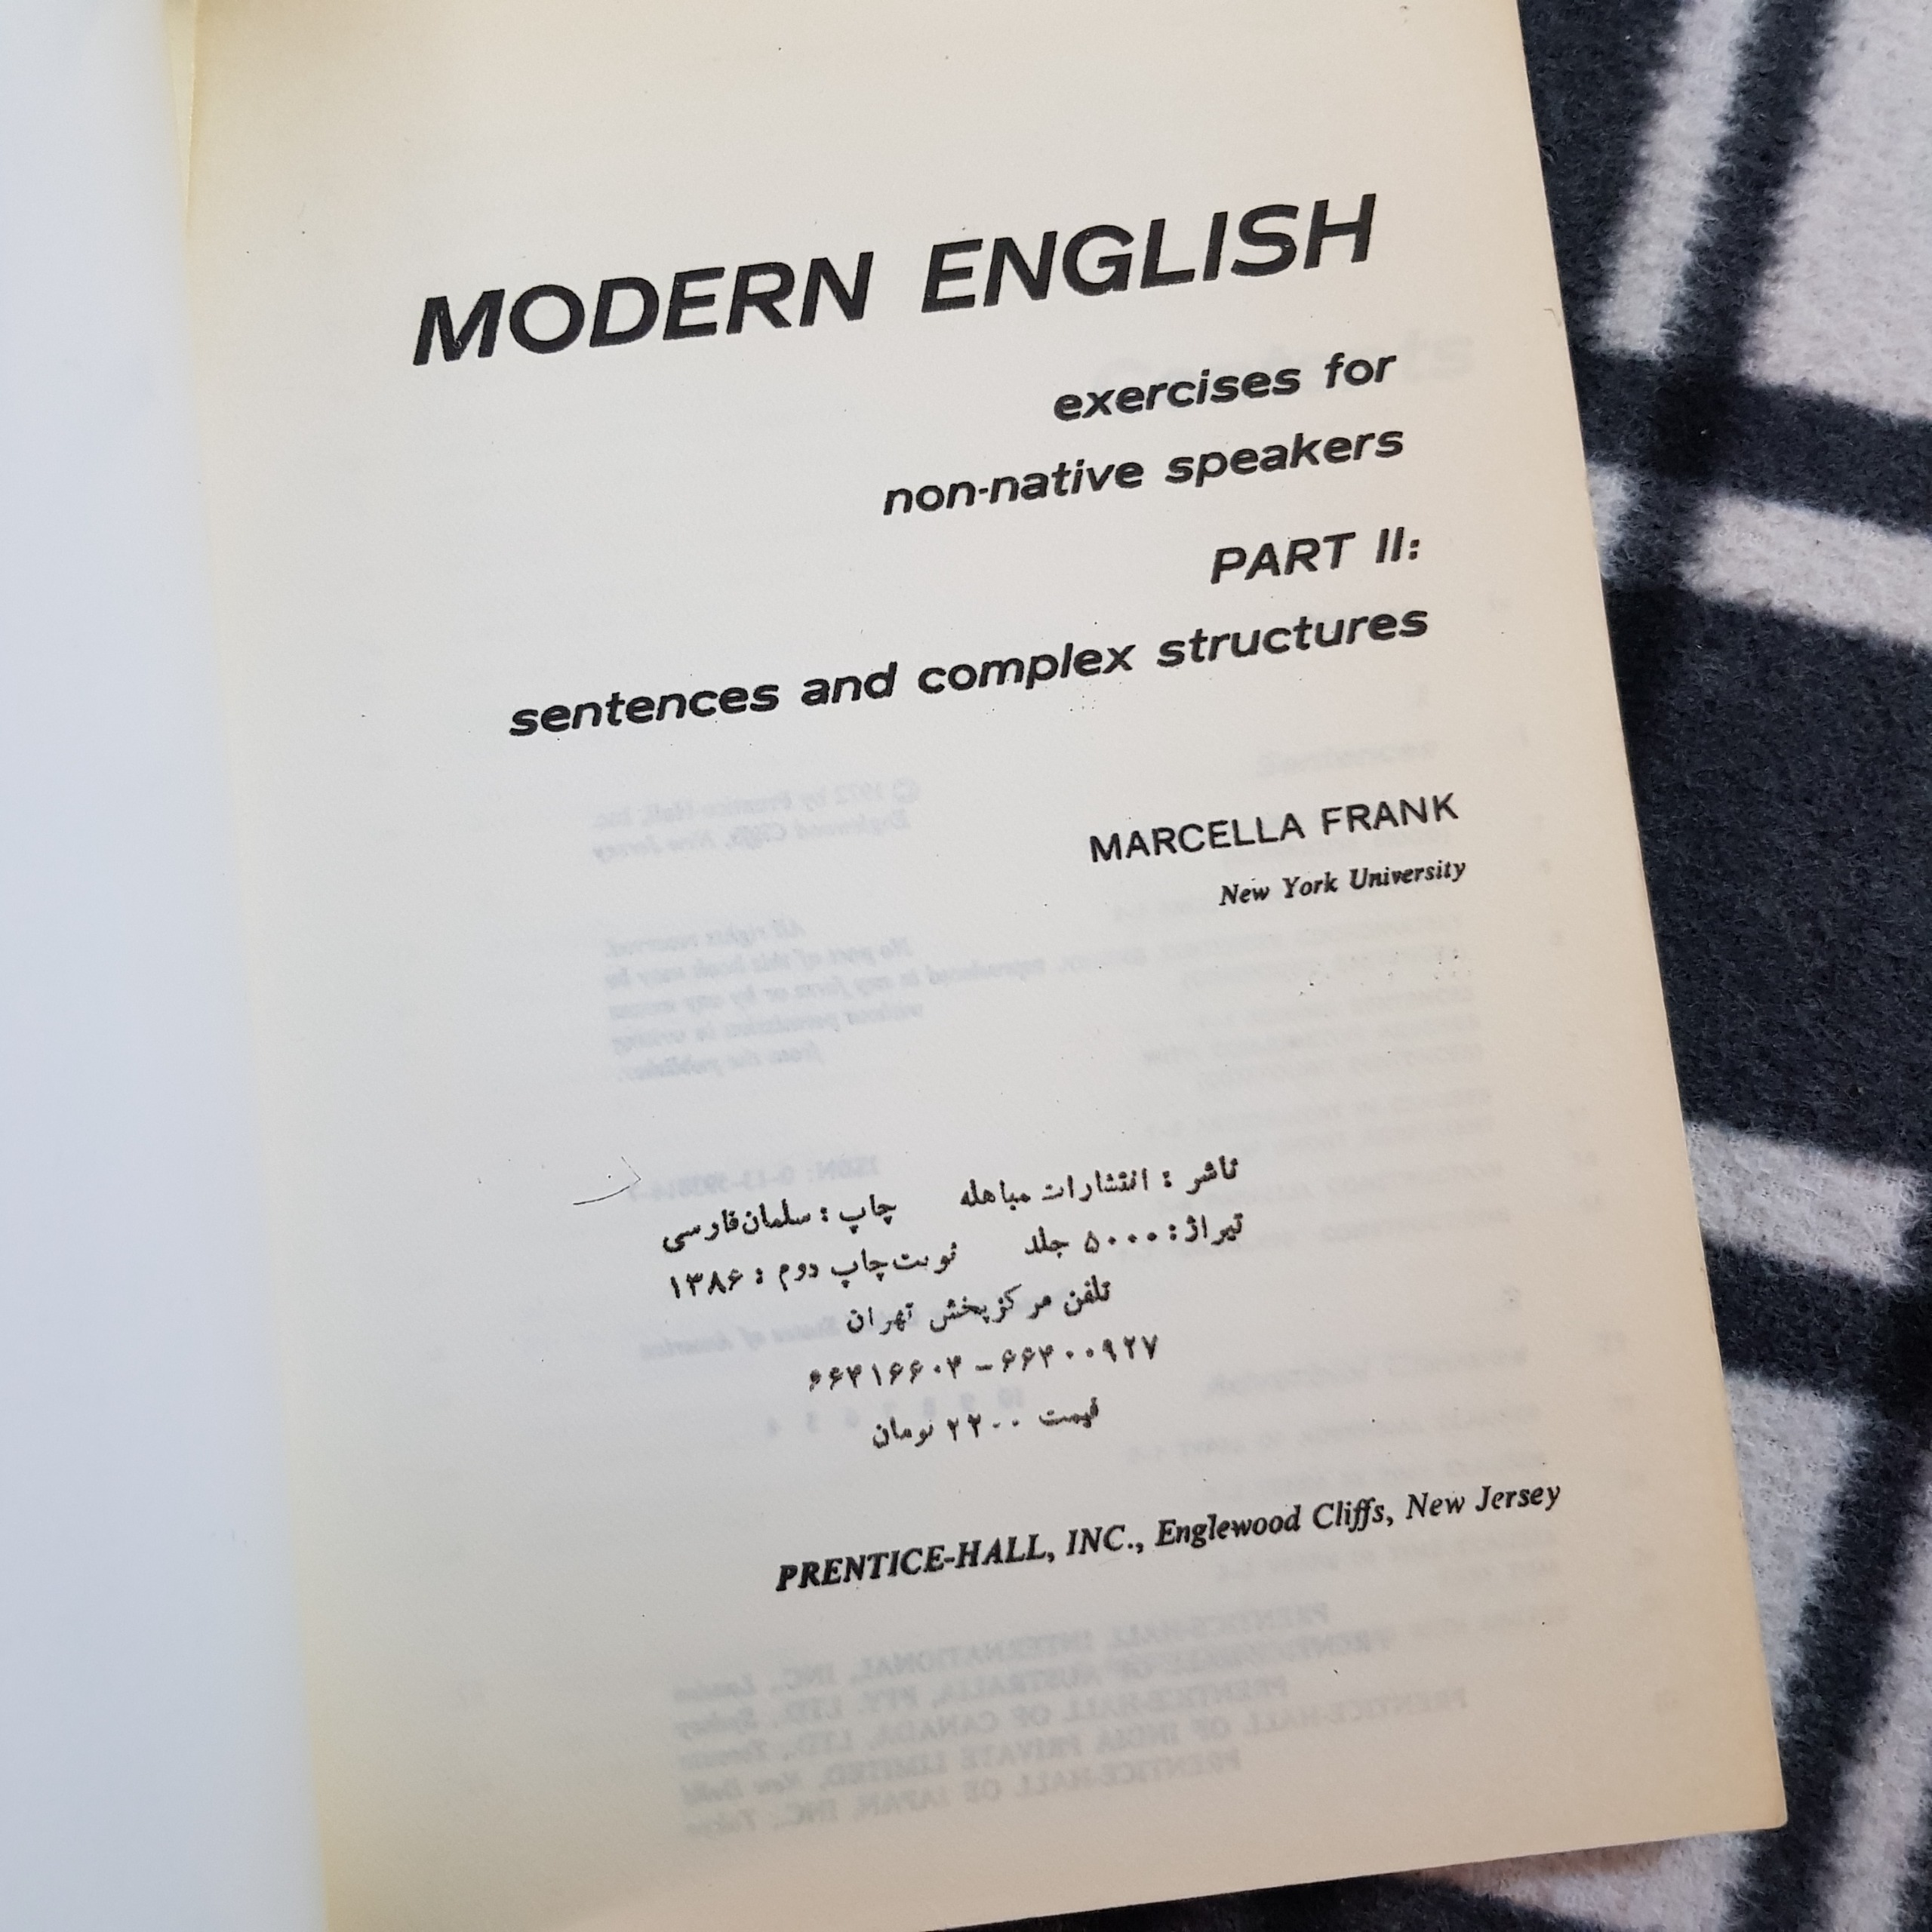 MODERN ENGLISH
exercises for
non-native speakers
PART II:
sentences and complex structures
MARCELLA FRANK
New York University
ناشر : انتشارات مباهله چاپ : سلمان‌فارسی
تیراژ : ۵۰۰۰ جلد نوبت‌چاپ دوم : ۱۳۸۶
تلفن مرکزپخش تهران
۶۶۴۱۶۶۰۴ – ۶۶۴۰۰۹۲۷
قیمت ۲۲۰۰ تومان
PRENTICE-HALL, INC., Englewood Cliffs, New Jersey